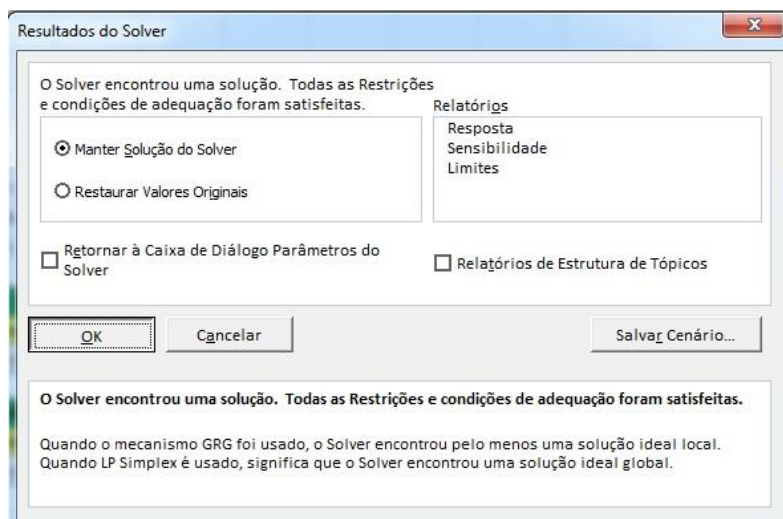 Resultados do Solver
O Solver encontrou uma solução. Todas as Restrições
e condições de adequação foram satisfeitas.
Relatórios
Manter Solução do Solver
Restaurar Valores Originais
Resposta
Sensibilidade
Limites
Retornar à Caixa de Diálogo Parâmetros do
Solver
Relatórios de Estrutura de Tópicos
OK
Cancelar
Salvar Cenário...
O Solver encontrou uma solução. Todas as Restrições e condições de adequação foram satisfeitas.
Quando o mecanismo GRG foi usado, o Solver encontrou pelo menos uma solução ideal local.
Quando LP Simplex é usado, significa que o Solver encontrou uma solução ideal global.